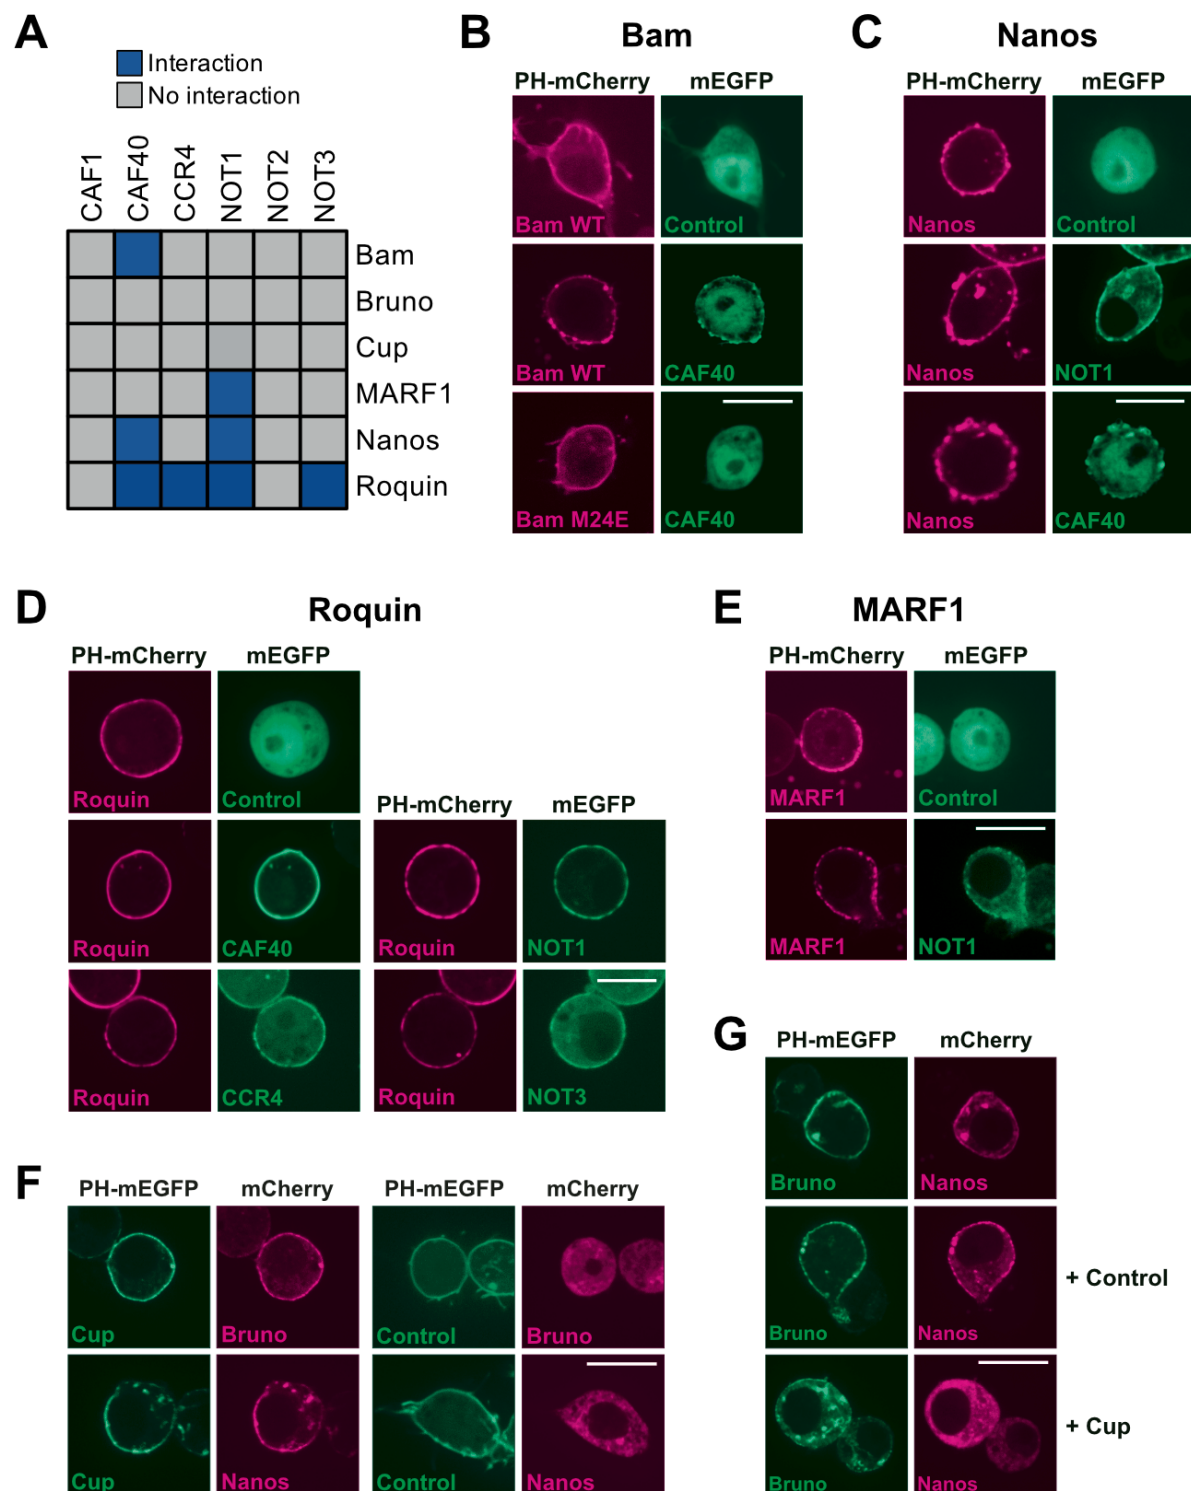 A
Interaction
No interaction
CAF1
CAF40
CCR4
NOT1
NOT2
NOT3
Bam
Bruno
Cup
MARF1
Nanos
Roquin
B
Bam
PH-mCherry mEGFP
Bam WT Control
Bam WT CAF40
Bam M24E CAF40
C
Nanos
PH-mCherry mEGFP
Nanos Control
Nanos NOT1
Nanos CAF40
D
Roquin
PH-mCherry mEGFP
Roquin Control
PH-mCherry mEGFP
Roquin CAF40 Roquin NOT1
Roquin CCR4 Roquin NOT3
E
MARF1
PH-mCherry mEGFP
MARF1 Control
MARF1 NOT1
F
PH-mEGFP mCherry PH-mEGFP mCherry
Cup Bruno Control Bruno
Cup Nanos Control Nanos
G
PH-mEGFP mCherry
Bruno Nanos
Bruno Nanos + Control
Bruno Nanos + Cup